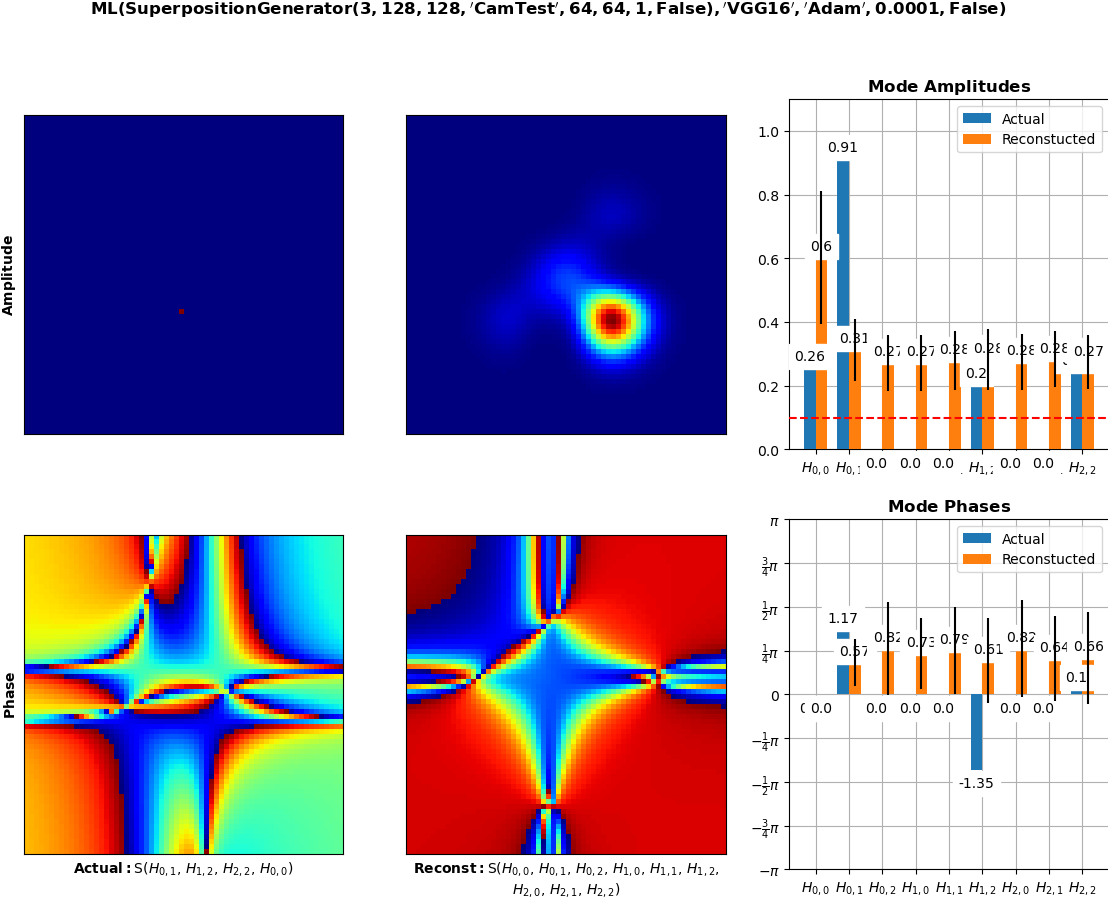 ML(SuperpositionGenerator(3, 128, 128, ′CamTest′, 64, 64, 1, False), ′VGG16′, ′Adam′, 0.0001, False)
Amplitude
Mode Amplitudes
Actual
Reconstucted
1.0
0.8
0.6
0.4
0.2
0.0
0.26
0.6
0.91
0.31
0.27
0.27
0.28
0.28
0.28
0.28
0.27
0.0 0.0 0.0 0.0 0.0
H0,0 H0,1 H1,2 H2,2
Phase
Mode Phases
Actual
Reconstucted
π
3/4π
1/2π
1/4π
0
−1/4π
−1/2π
−3/4π
−π
1.17
0.57
0.82
0.73
0.79
0.61
0.82
0.64
0.66
0.1
-1.35
0.0 0.0 0.0 0.0 0.0 0.0
H0,0 H0,1 H0,2 H1,0 H1,1 H1,2 H2,0 H2,1 H2,2
Actual: S(H0,1, H1,2, H2,2, H0,0)
Reconst: S(H0,0, H0,1, H0,2, H1,0, H1,1, H1,2,
H2,0, H2,1, H2,2)